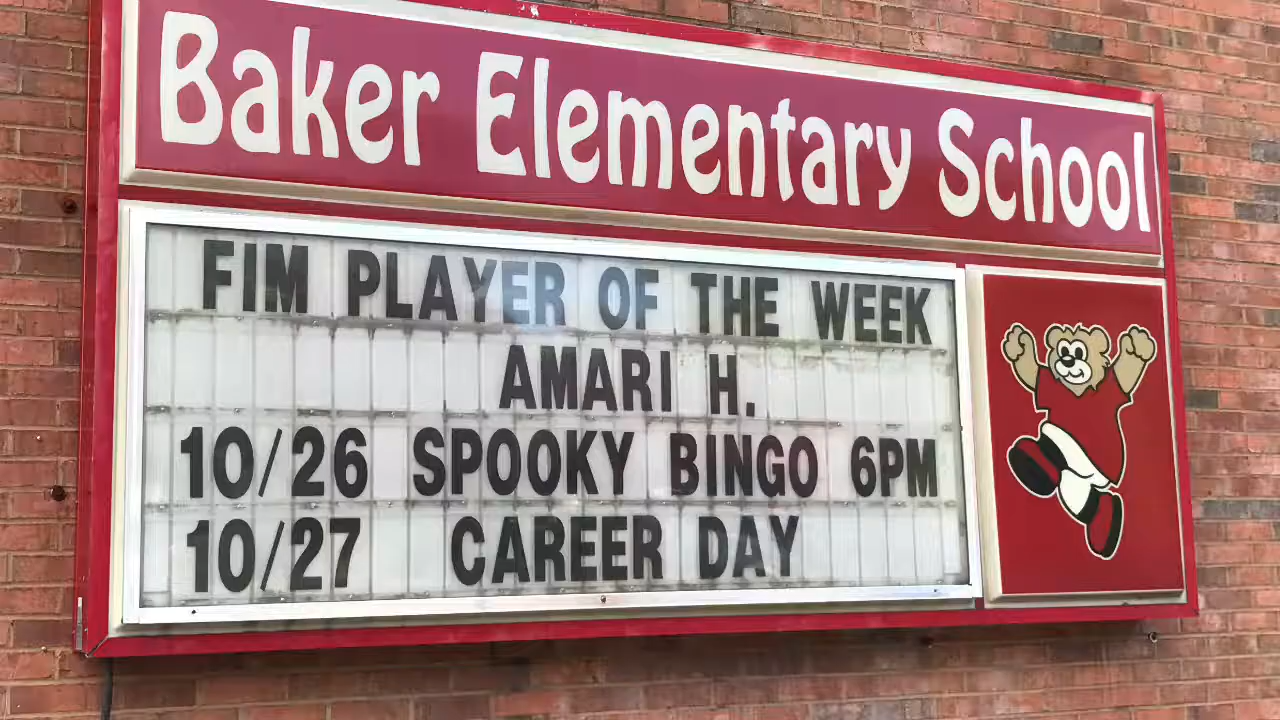 Baker Elementary School
FIM PLAYER OF THE WEEK
AMARI H.
10/26 SPOOKY BINGO 6PM
10/27 CAREER DAY